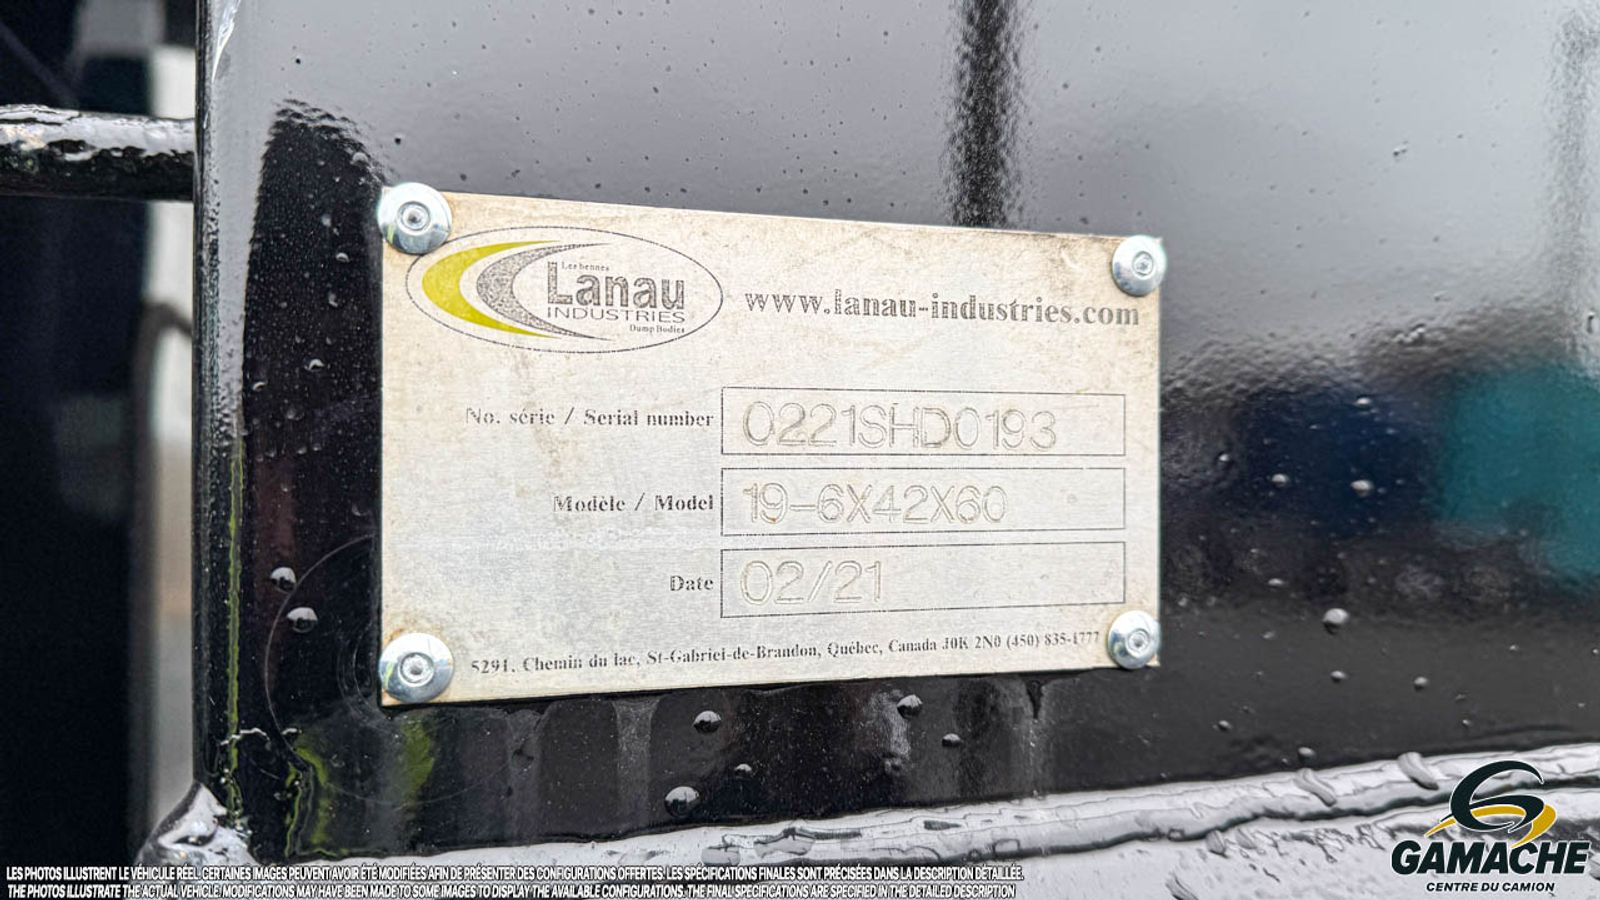 Les bennes
Lanau
INDUSTRIES
Dump Bodies
www.lanau-industries.com
No. série / Serial number 0221SHD0193
Modèle / Model 19-6X42X60
Date 02/21
5291, Chemin du lac, St-Gabriel-de-Brandon, Québec, Canada J0K 2N0 (450) 835-1777
GAMACHE
CENTRE DU CAMION
LES PHOTOS ILLUSTRENT LE VÉHICULE RÉEL. CERTAINES IMAGES PEUVENT AVOIR ÉTÉ MODIFIÉES AFIN DE PRÉSENTER DES CONFIGURATIONS OFFERTES. LES SPÉCIFICATIONS FINALES SONT PRÉCISÉES DANS LA DESCRIPTION DÉTAILLÉE.
THE PHOTOS ILLUSTRATE THE ACTUAL VEHICLE. MODIFICATIONS MAY HAVE BEEN MADE TO SOME IMAGES TO DISPLAY THE AVAILABLE CONFIGURATIONS. THE FINAL SPECIFICATIONS ARE SPECIFIED IN THE DETAILED DESCRIPTION